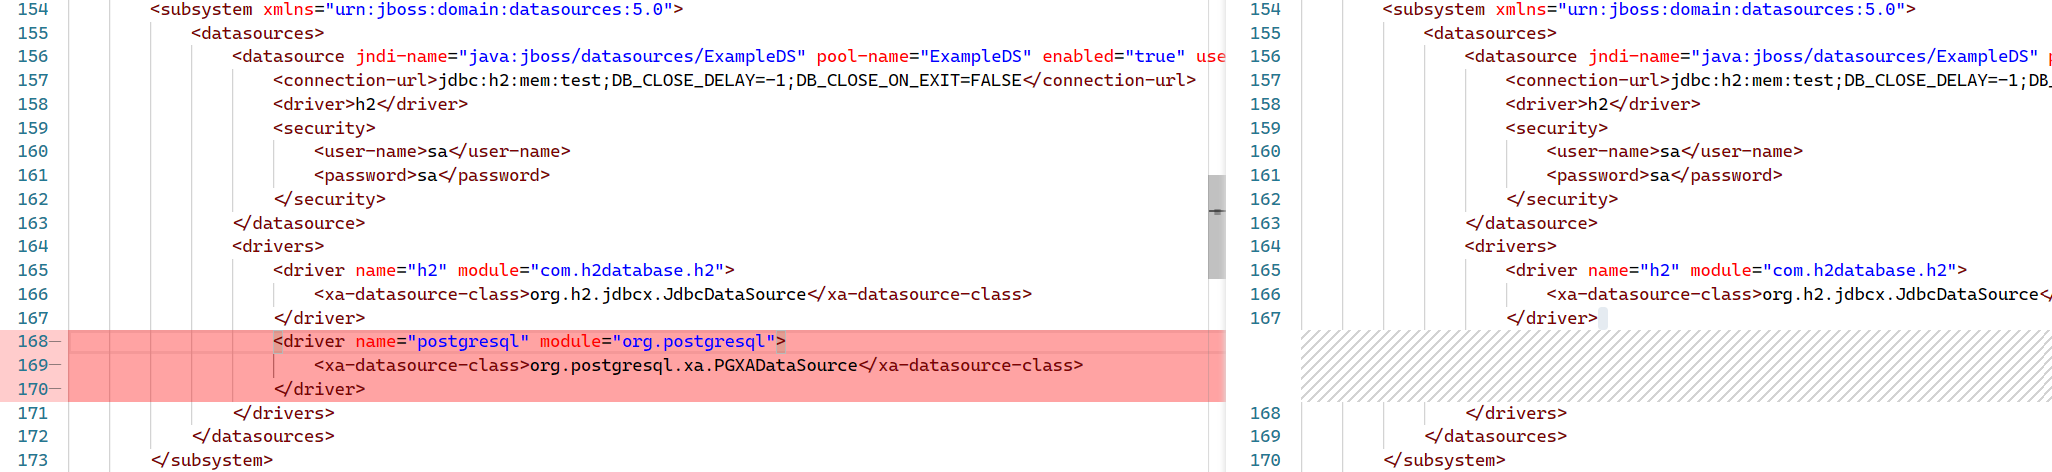 154 <subsystem xmlns="urn:jboss:domain:datasources:5.0">
155 <datasources>
156 <datasource jndi-name="java:jboss/datasources/ExampleDS" pool-name="ExampleDS" enabled="true" use
157 <connection-url>jdbc:h2:mem:test;DB_CLOSE_DELAY=-1;DB_CLOSE_ON_EXIT=FALSE</connection-url>
158 <driver>h2</driver>
159 <security>
160 <user-name>sa</user-name>
161 <password>sa</password>
162 </security>
163 </datasource>
164 <drivers>
165 <driver name="h2" module="com.h2database.h2">
166 <xa-datasource-class>org.h2.jdbcx.JdbcDataSource</xa-datasource-class>
167 </driver>
168— <driver name="postgresql" module="org.postgresql">
169— <xa-datasource-class>org.postgresql.xa.PGXADataSource</xa-datasource-class>
170— </driver>
171 </drivers>
172 </datasources>
173 </subsystem>
154 <subsystem xmlns="urn:jboss:domain:datasources:5.0">
155 <datasources>
156 <datasource jndi-name="java:jboss/datasources/ExampleDS" p
157 <connection-url>jdbc:h2:mem:test;DB_CLOSE_DELAY=-1;DB_
158 <driver>h2</driver>
159 <security>
160 <user-name>sa</user-name>
161 <password>sa</password>
162 </security>
163 </datasource>
164 <drivers>
165 <driver name="h2" module="com.h2database.h2">
166 <xa-datasource-class>org.h2.jdbcx.JdbcDataSource</
167 </driver>
168 </drivers>
169 </datasources>
170 </subsystem>